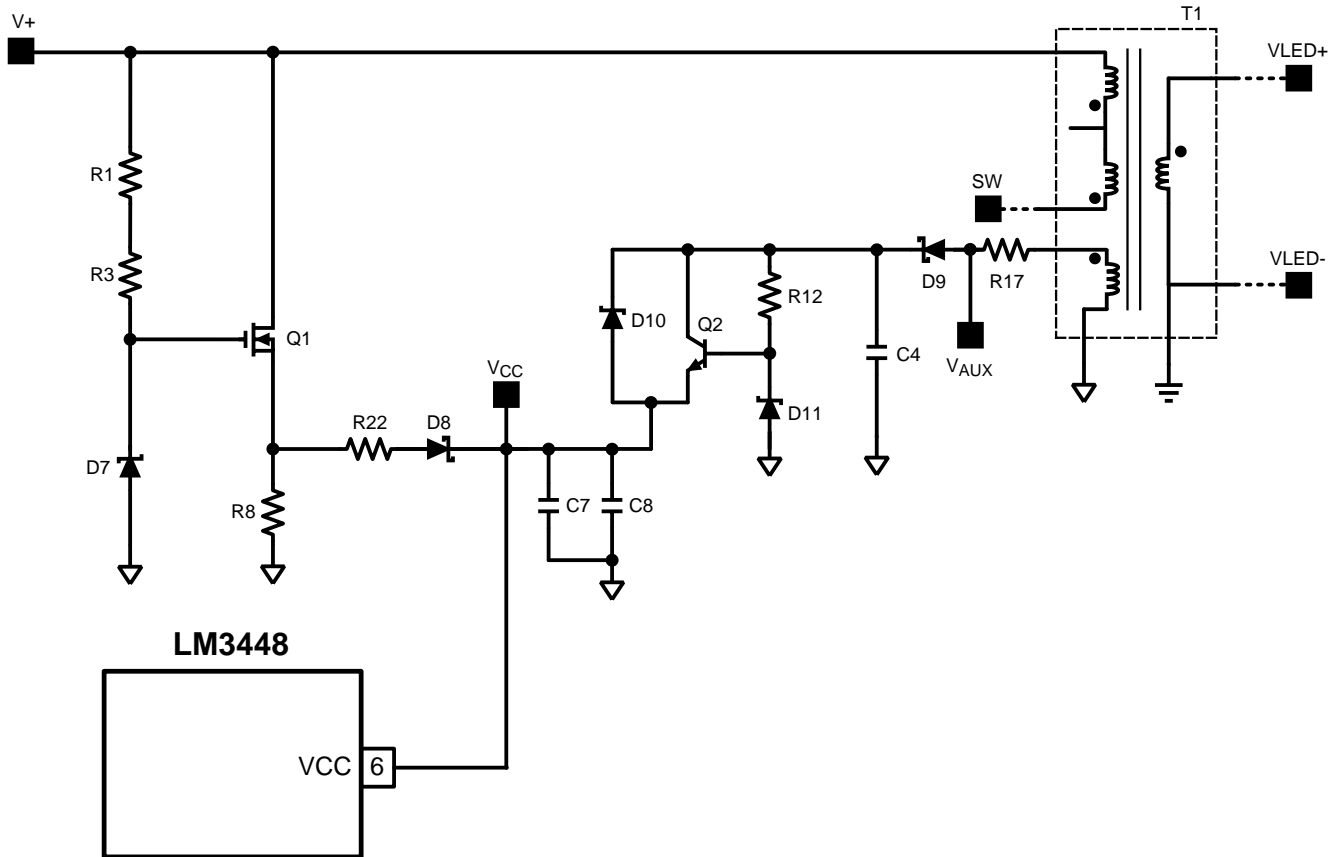 V+
T1
VLED+
R1
SW
R3
VLED-
D9
R17
R12
D10
Q2
Q1
C4
VAUX
VCC
D11
R22
D8
D7
R8
C7
C8
LM3448
VCC
6